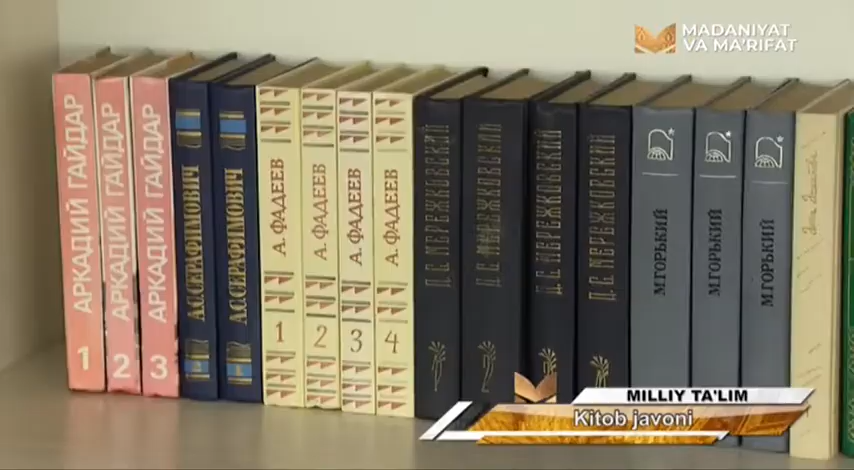 MADANIYAT
VA MA'RIFAT
АРКАДИЙ ГАЙДАР
1
АРКАДИЙ ГАЙДАР
2
АРКАДИЙ ГАЙДАР
3
А.СЕРАФИМОВИЧ
А.СЕРАФИМОВИЧ
А. ФАДЕЕВ
1
А. ФАДЕЕВ
2
А. ФАДЕЕВ
3
А. ФАДЕЕВ
4
Д.С. МЕРЕЖКОВСКИЙ
Д.С. МЕРЕЖКОВСКИЙ
Д.С. МЕРЕЖКОВСКИЙ
Д.С. МЕРЕЖКОВСКИЙ
М.ГОРЬКИЙ
М.ГОРЬКИЙ
М.ГОРЬКИЙ
MILLIY TA'LIM
Kitob javoni